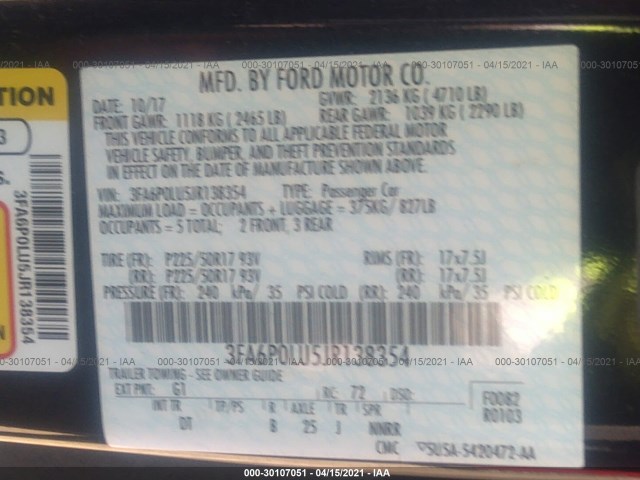 000-30107051 - 04/15/2021 - IAA
MFD. BY FORD MOTOR CO.
DATE: 10/17 GVWR: 2136 KG ( 4710 LB)
FRONT GAWR: 1118 KG ( 2465 LB) REAR GAWR: 1039 KG ( 2290 LB)
THIS VEHICLE CONFORMS TO ALL APPLICABLE FEDERAL MOTOR
VEHICLE SAFETY, BUMPER, AND THEFT PREVENTION STANDARDS
IN EFFECT ON THE DATE OF MANUFACTURE SHOWN ABOVE.
VIN: 3FA6P0LU5JR138354 TYPE: Passenger Car
MAXIMUM LOAD = OCCUPANTS + LUGGAGE = 375KG/ 827LB
OCCUPANTS = 5 TOTAL: 2 FRONT, 3 REAR
TIRE (FR): P225/50R17 93V RIMS (FR): 17x7.5J
(RR): P225/50R17 93V (RR): 17x7.5J
PRESSURE (FR): 240 kPa/ 35 PSI COLD (RR): 240 kPa/ 35 PSI COLD
3FA6P0LU5JR138354
TRAILER TOWING - SEE OWNER GUIDE
EXT PNT: G1 RC: 72 DSO: F0082
R0103
INT TR TP/PS R AXLE TR SPR
DT B 25 J NNRR
CMC 5U5A-5420472-AA
TION
3
S.
3FA6P0LU5JR138354
000-30107051 - 04/15/2021 - IAA